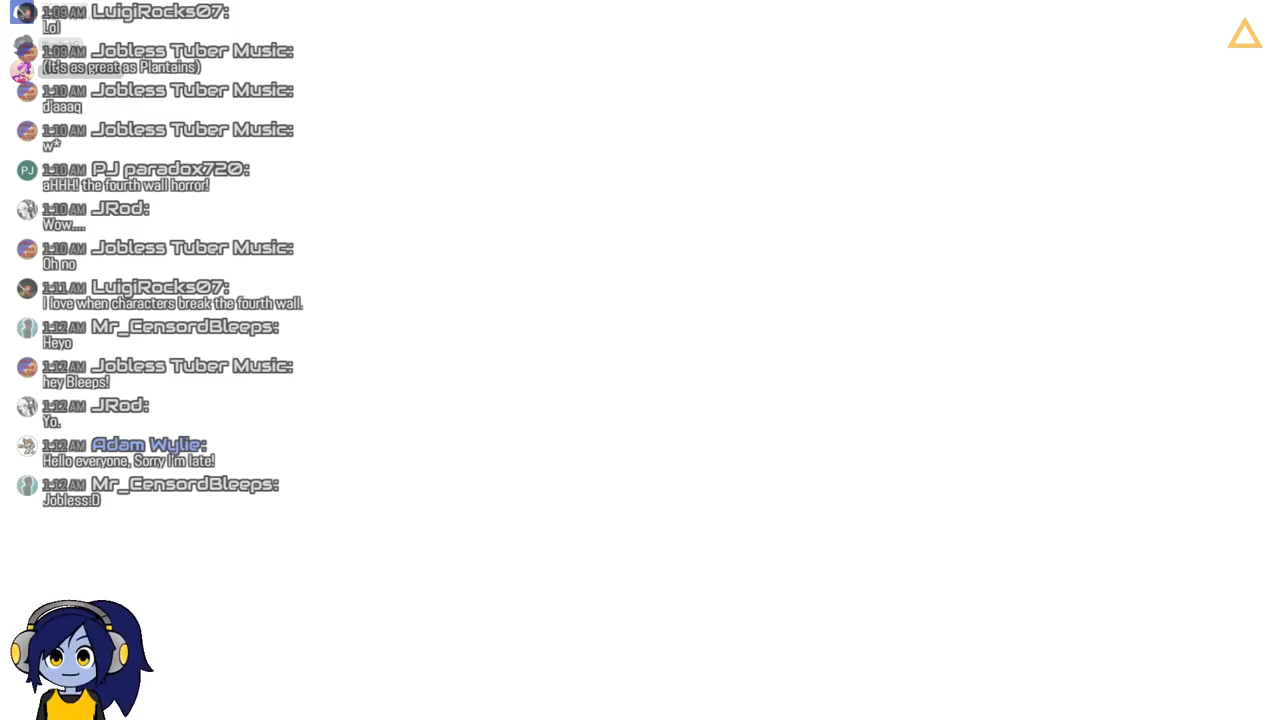 1:09 AM LuigiRocks07:
Lol
1:09 AM Jobless Tuber Music:
(It's as great as Plantains)
1:10 AM Jobless Tuber Music:
d'aaaq
1:10 AM Jobless Tuber Music:
w*
PJ 1:10 AM PJ paradox720:
aHHH! the fourth wall horror!
1:10 AM JRod:
Wow....
1:10 AM Jobless Tuber Music:
Oh no
1:11 AM LuigiRocks07:
I love when characters break the fourth wall.
1:12 AM Mr_CensordBleeps:
Heyo
1:12 AM Jobless Tuber Music:
hey Bleeps!
1:12 AM JRod:
Yo.
1:12 AM Adam Wylie:
Hello everyone, Sorry I'm late!
1:12 AM Mr_CensordBleeps:
Jobless:D